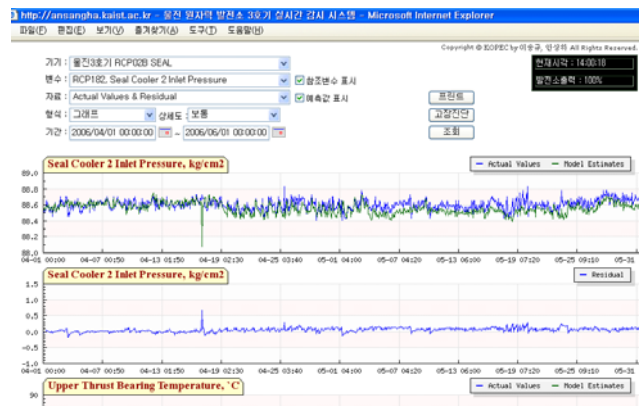 http://ansangha.kaist.ac.kr - 울진 원자력 발전소 3호기 실시간 감시 시스템 - Microsoft Internet Explorer
파일(F) 편집(E) 보기(V) 즐겨찾기(A) 도구(T) 도움말(H)
Copyright @ KOPEC by 이송규, 안상하 All Rights Reserved.
기기 : 울진3호기 RCP02B SEAL
현재시각 : 14:00:18
변수 : RCP182, Seal Cooler 2 Inlet Pressure 참조변수 표시
발전소출력 : 100%
자료 : Actual Values & Residual 예측값 표시 프린트
형식 : 그래프 상세도 : 보통 고장진단
기간 : 2006/04/01 00:00:00 ~ 2006/06/01 00:00:00 조회
Seal Cooler 2 Inlet Pressure, kg/cm2
Actual Values Model Estimates
89.0
88.8
88.6
88.4
88.2
88.0
04-01 00:00 04-07 01:50 04-13 01:50 04-19 02:30 04-25 03:40 05-01 04:40 05-07 04:20 05-13 06:00 05-19 07:20 05-25 09:10 05-31
Seal Cooler 2 Inlet Pressure, kg/cm2
Residual
1.5
1.0
0.5
0.0
-0.5
-1.0
04-01 00:00 04-07 00:50 04-13 01:50 04-19 02:30 04-25 03:40 05-01 04:40 05-07 04:20 05-13 06:00 05-19 07:20 05-25 09:10 05-31
Upper Thrust Bearing Temperature, `C
Actual Values Model Estimates
90